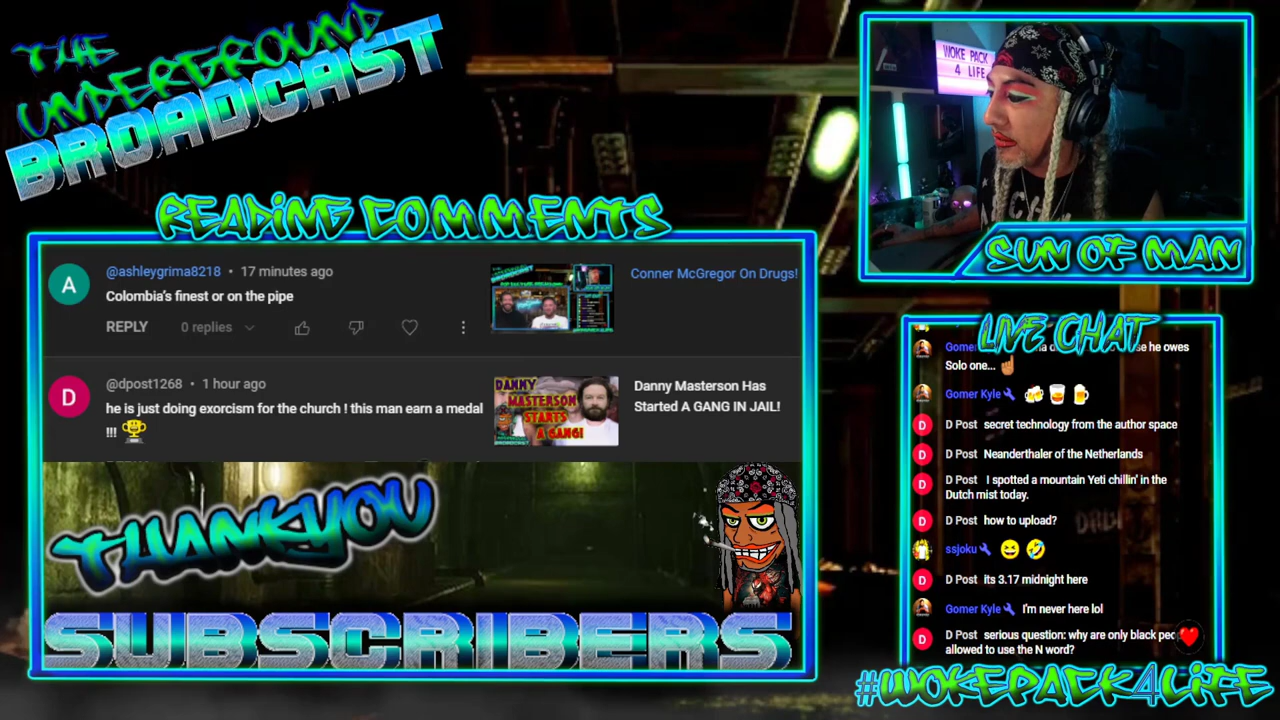 THE
UNDERGROUND
BROADCAST
WOKE PACK
4 LIFE
SUN OF MAN
READING COMMENTS
A
@ashleygrima8218 • 17 minutes ago
Conner McGregor On Drugs!
Colombia's finest or on the pipe
REPLY 0 replies
D
@dpost1268 • 1 hour ago
Danny Masterson Has
Started A GANG IN JAIL!
he is just doing exorcism for the church ! this man earn a medal
!!! 🏆
DANNY
MASTERSON
STARTS
A GANG!
THANKYOU
SUBSCRIBERS
LIVE CHAT
he owes
Solo one... ☝🏽
Gomer Kyle 🍻 🥃 🍺
D D Post secret technology from the author space
D D Post Neanderthaler of the Netherlands
D D Post I spotted a mountain Yeti chillin' in the
Dutch mist today.
D D Post how to upload?
ssjoku 😆 🤣
D D Post its 3.17 midnight here
Gomer Kyle I'm never here lol
D D Post serious question: why are only black
allowed to use the N word?
#WOKEPACK4LIFE